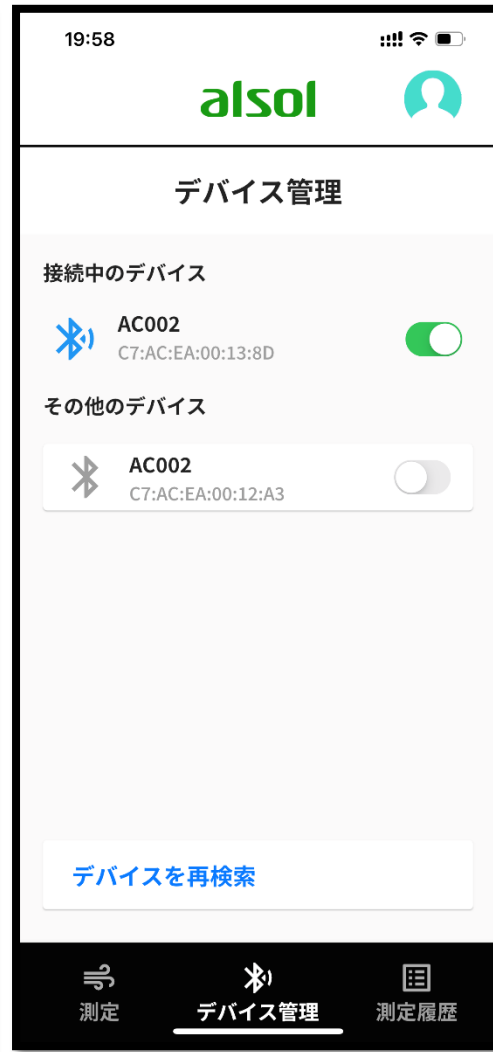 19:58
alsol
デバイス管理
接続中のデバイス
AC002
C7:AC:EA:00:13:8D
その他のデバイス
AC002
C7:AC:EA:00:12:A3
デバイスを再検索
測定 デバイス管理 測定履歴